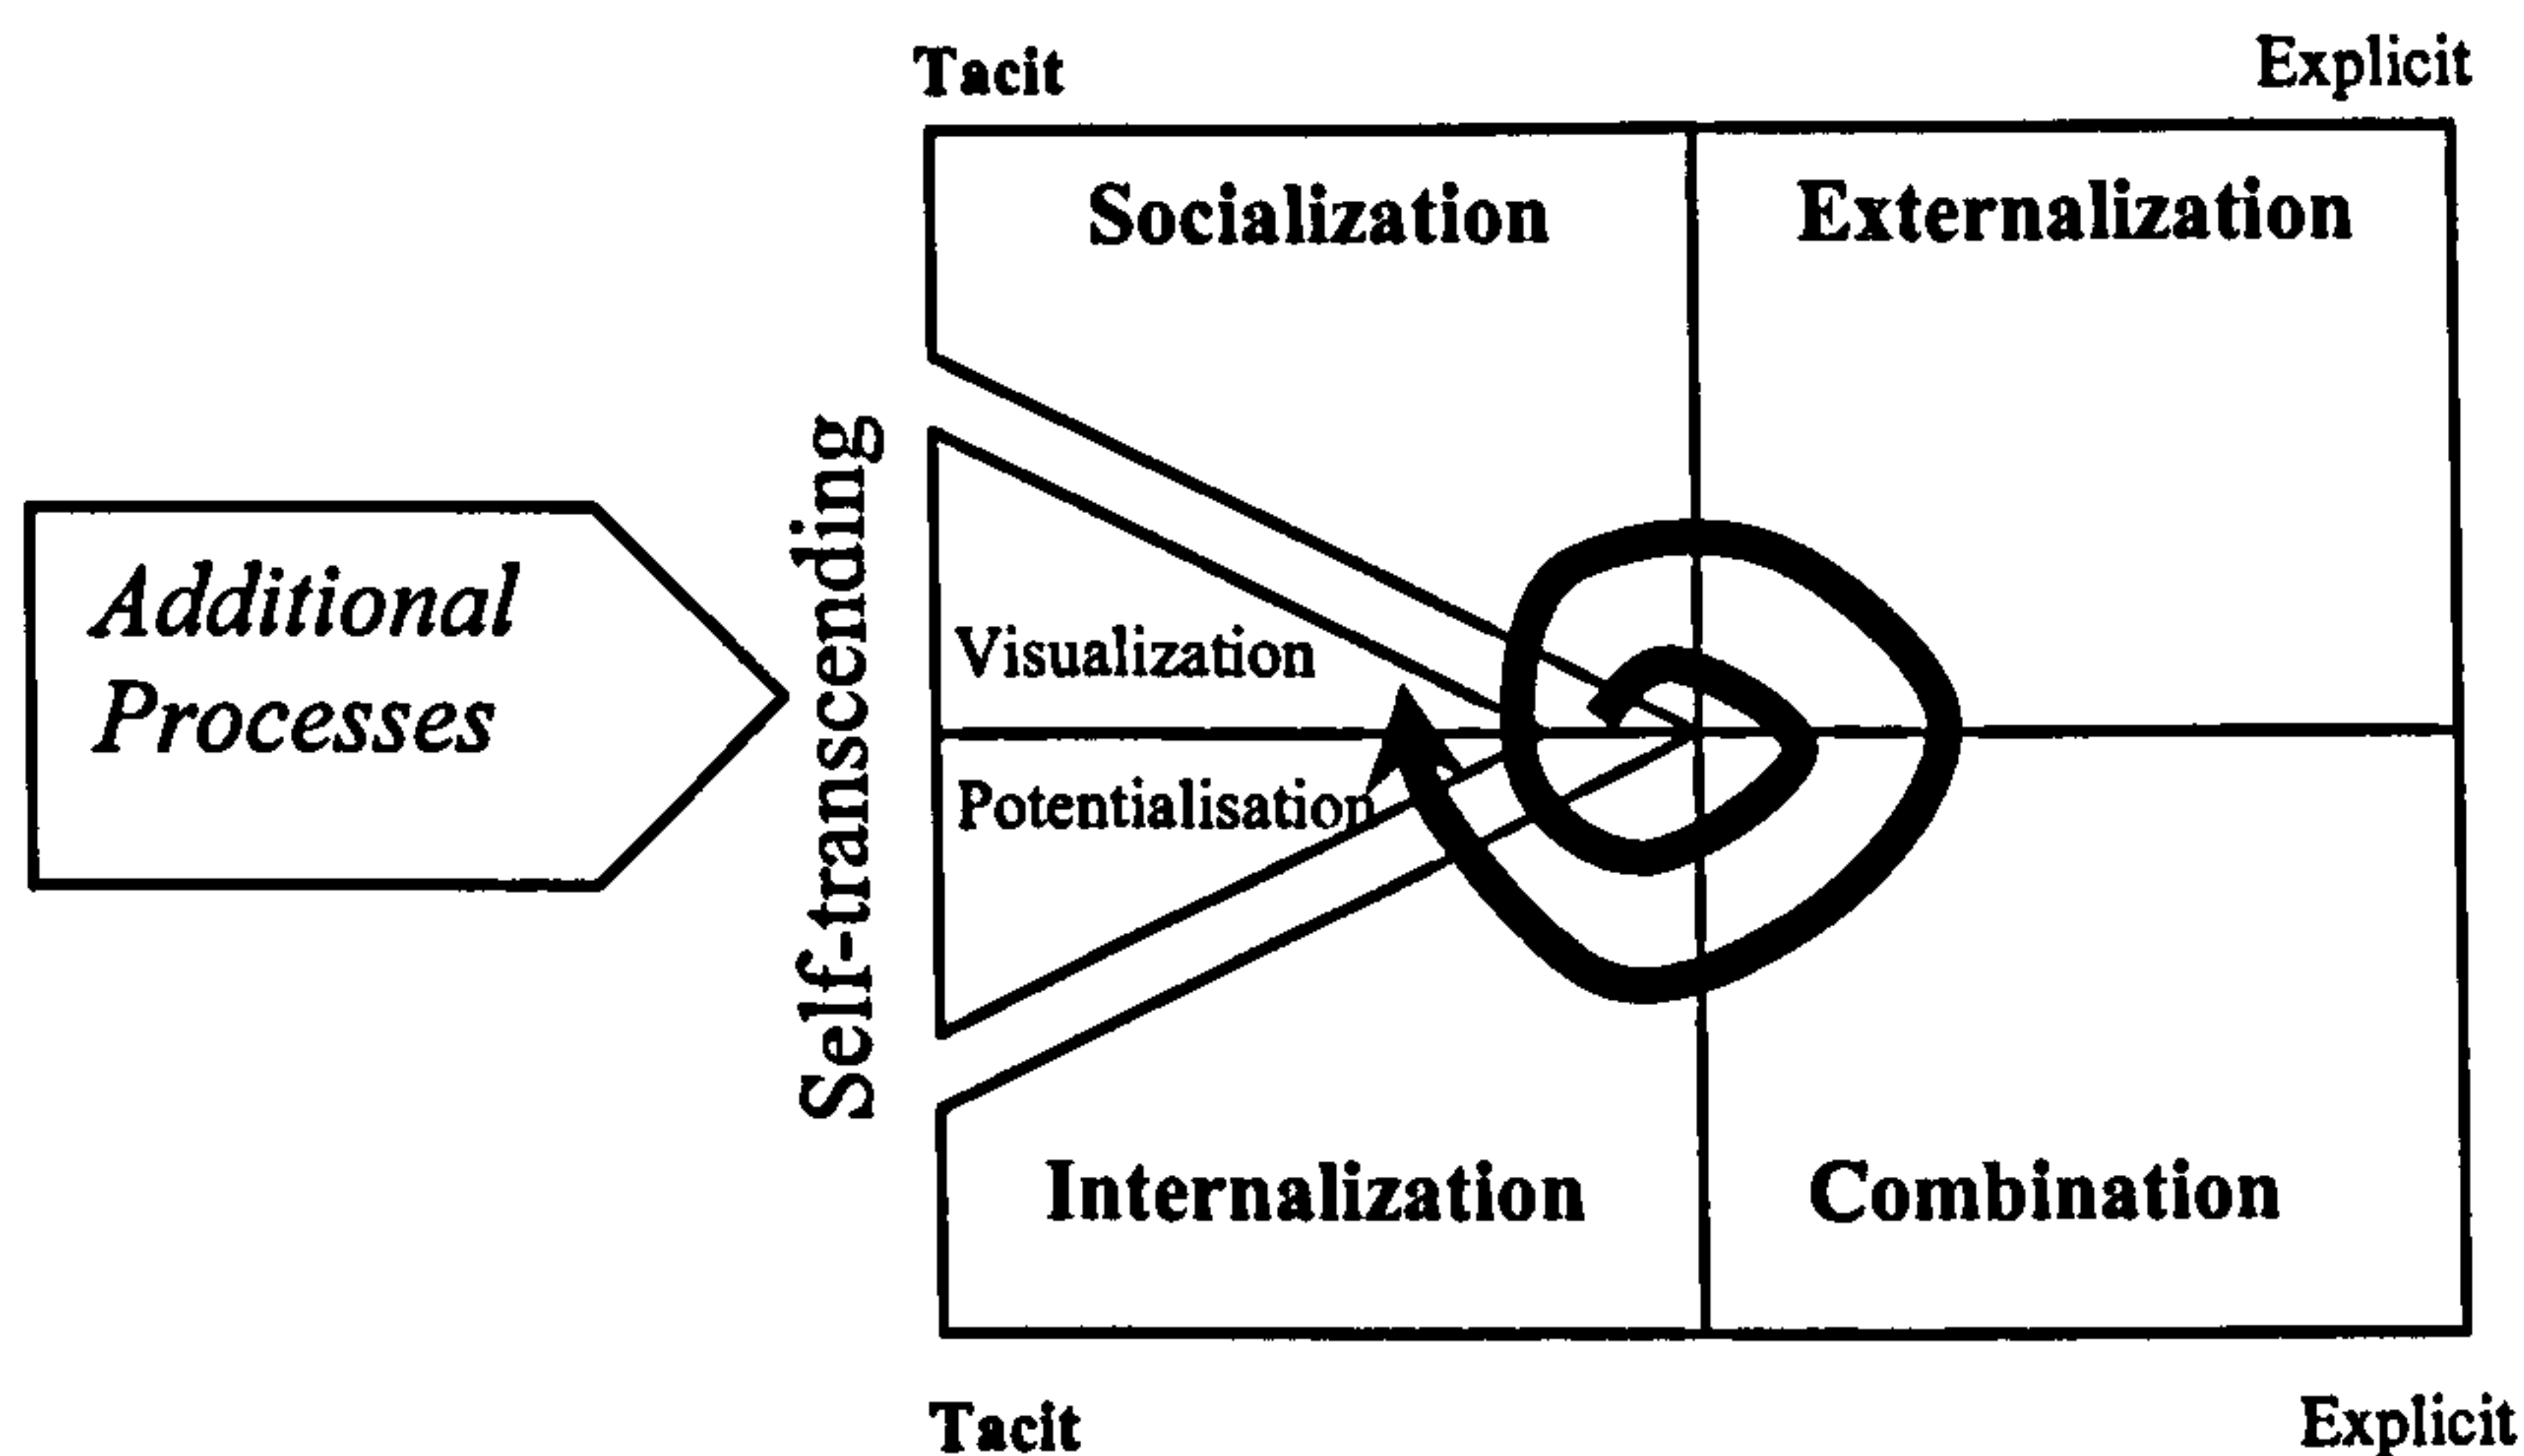 Tacit
Explicit
Socialization
Externalization
Self-transcending
Additional
Processes
Visualization
Potentialisation
Internalization
Combination
Tacit
Explicit